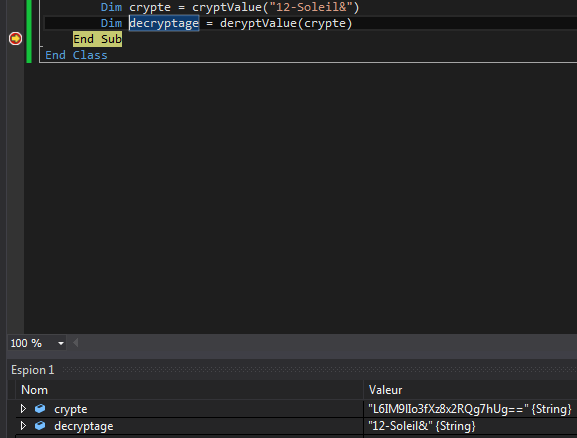 Dim crypte = cryptValue("12-Soleil&")
Dim decryptage = deryptValue(crypte)
End Sub
End Class
100 %
Espion 1
Nom Valeur
crypte "L6IM9lIo3fXz8x2RQg7hUg==" {String}
decryptage "12-Soleil&" {String}